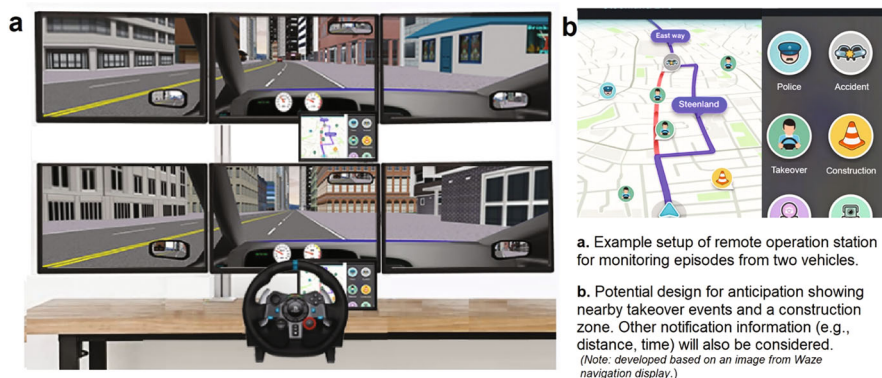 a
b
East way
Steenland
Police
Accident
Takeover
Construction
a. Example setup of remote operation station
for monitoring episodes from two vehicles.
b. Potential design for anticipation showing
nearby takeover events and a construction
zone. Other notification information (e.g.,
distance, time) will also be considered.
(Note: developed based on an image from Waze
navigation display.)